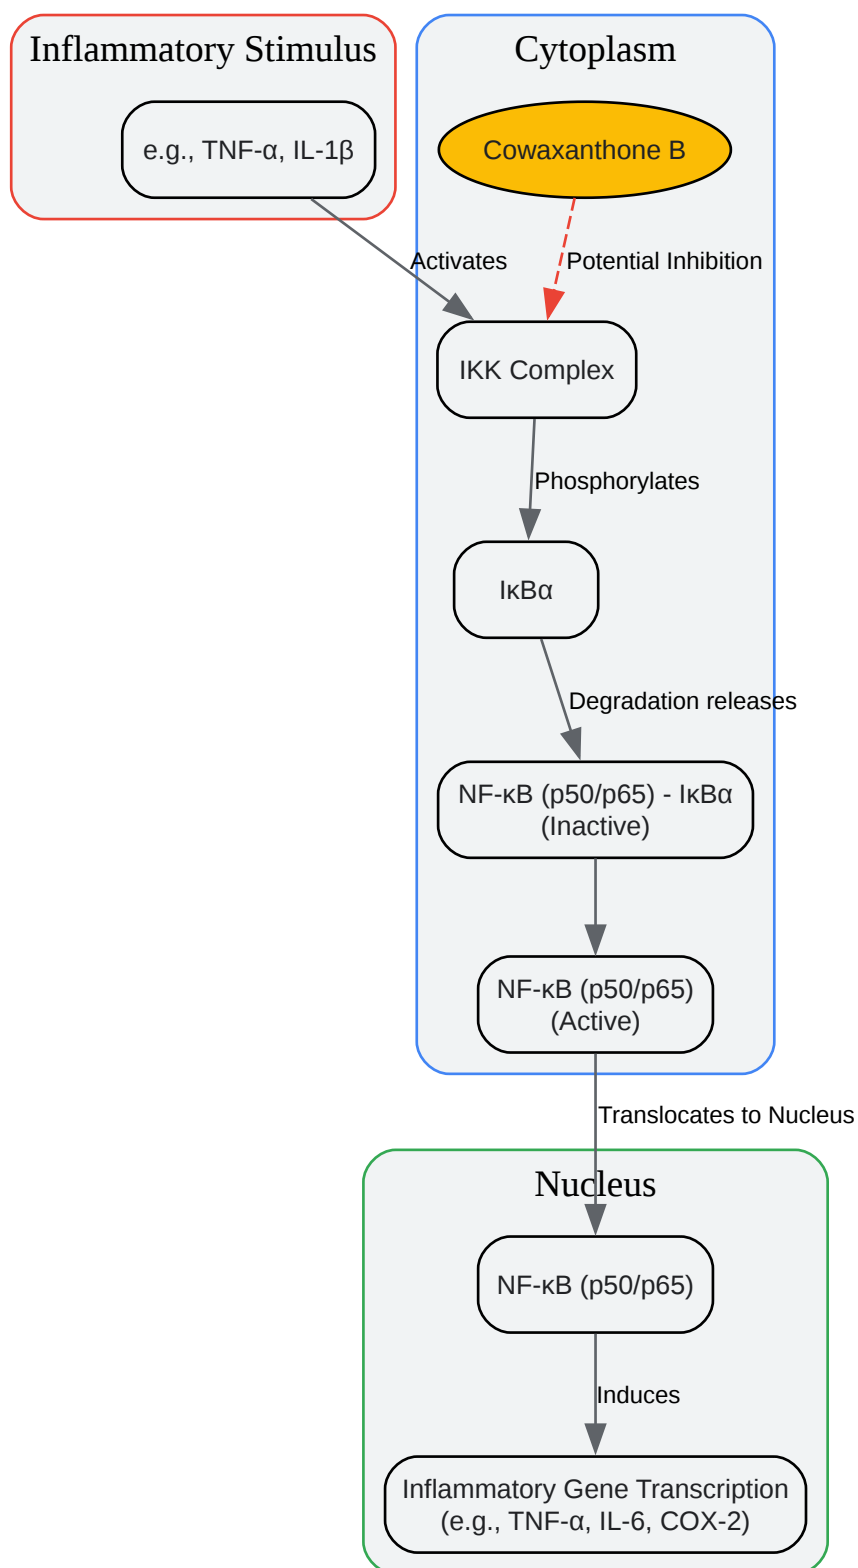 Inflammatory Stimulus
e.g., TNF-α, IL-1β
Cytoplasm
Cowaxanthone B
Activates
Potential Inhibition
IKK Complex
Phosphorylates
IκBα
Degradation releases
NF-κB (p50/p65) - IκBα
(Inactive)
NF-κB (p50/p65)
(Active)
Translocates to Nucleus
Nucleus
NF-κB (p50/p65)
Induces
Inflammatory Gene Transcription
(e.g., TNF-α, IL-6, COX-2)